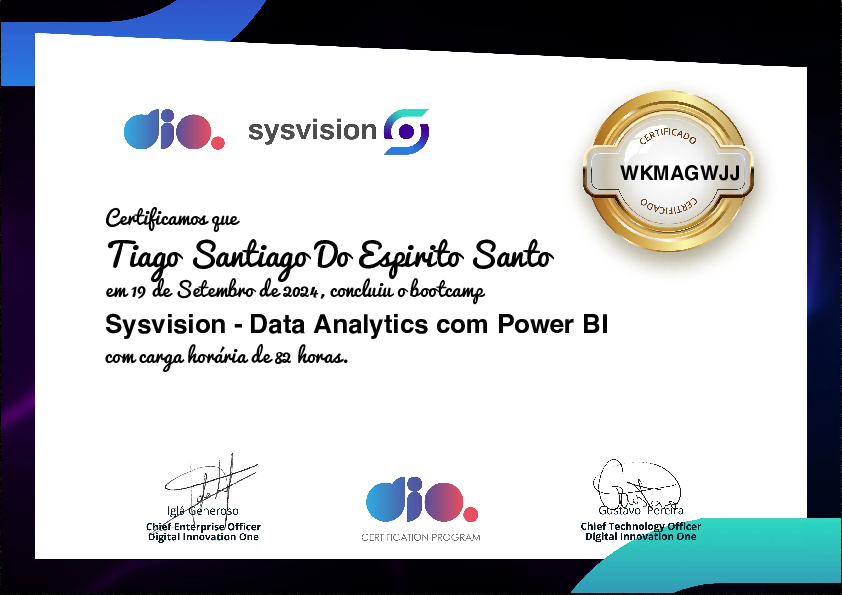 dio.
sysvision
CERTIFICADO
WKMAGWJJ
CERTIFICADO
Certificamos que
Tiago Santiago Do Espirito Santo
em 19 de Setembro de 2024, concluiu o bootcamp
Sysvision - Data Analytics com Power BI
com carga horária de 82 horas.
Iglá Generoso
Chief Enterprise Officer
Digital Innovation One
dio.
CERTIFICATION PROGRAM
Gustavo Pereira
Chief Technology Officer
Digital Innovation One